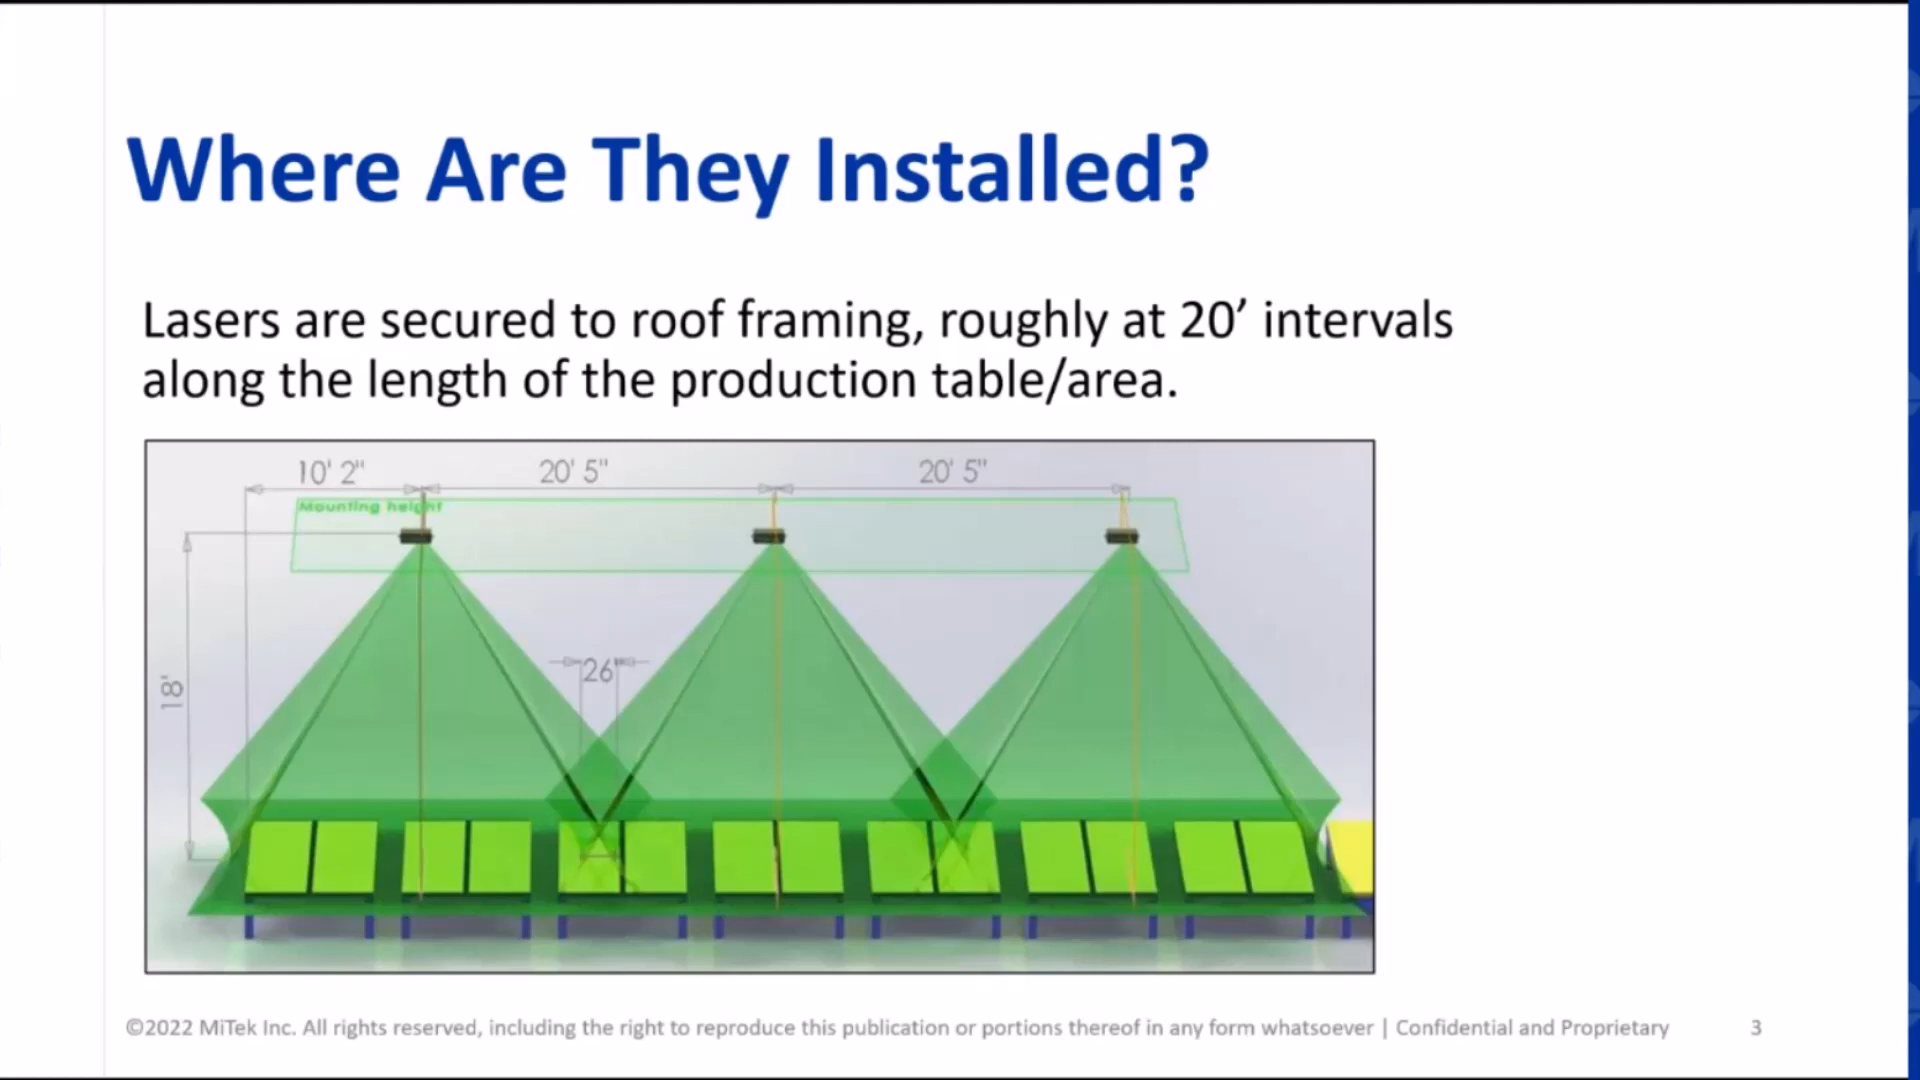 Where Are They Installed?
Lasers are secured to roof framing, roughly at 20’ intervals
along the length of the production table/area.
10' 2" 20' 5" 20' 5"
Mounting height
26"
18'
©2022 MiTek Inc. All rights reserved, including the right to reproduce this publication or portions thereof in any form whatsoever | Confidential and Proprietary 3